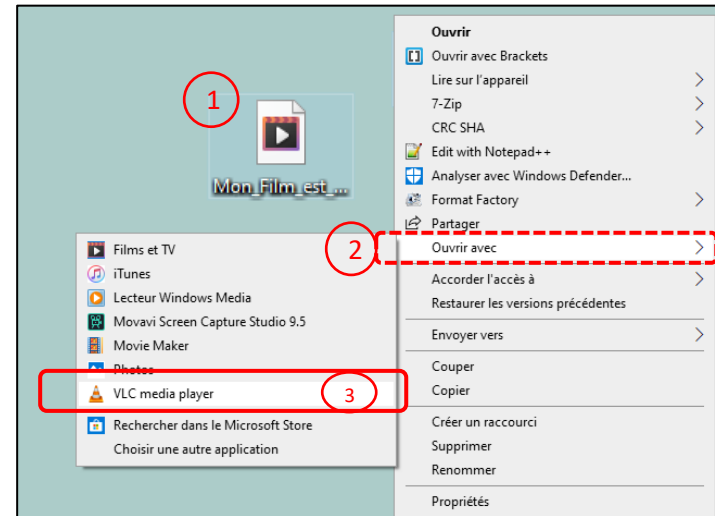 1
Mon_Film_est_...
Ouvrir
Ouvrir avec Brackets
Lire sur l'appareil
7-Zip
CRC SHA
Edit with Notepad++
Analyser avec Windows Defender...
Format Factory
Partager
2
Ouvrir avec
Accorder l'accès à
Restaurer les versions précédentes
Envoyer vers
Couper
Copier
Créer un raccourci
Supprimer
Renommer
Propriétés
Films et TV
iTunes
Lecteur Windows Media
Movavi Screen Capture Studio 9.5
Movie Maker
Photos
VLC media player
3
Rechercher dans le Microsoft Store
Choisir une autre application